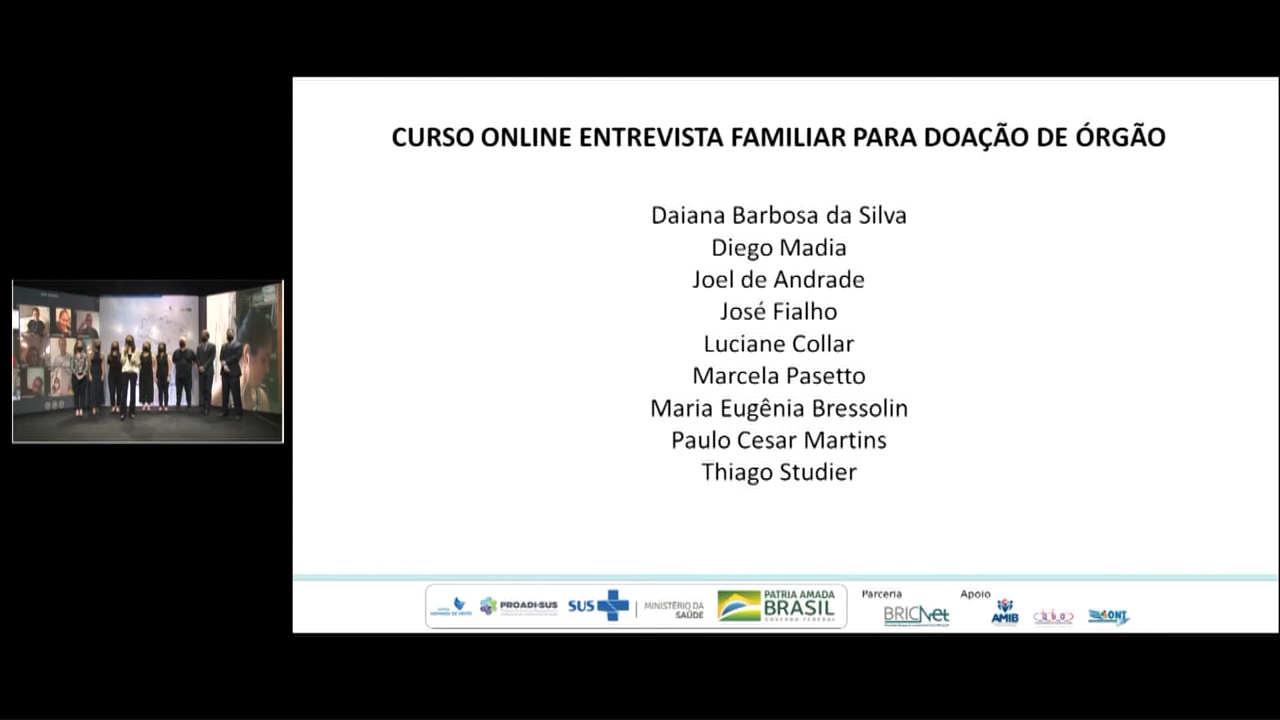 CURSO ONLINE ENTREVISTA FAMILIAR PARA DOAÇÃO DE ÓRGÃO
Daiana Barbosa da Silva
Diego Madia
Joel de Andrade
José Fialho
Luciane Collar
Marcela Pasetto
Maria Eugênia Bressolin
Paulo Cesar Martins
Thiago Studier
PROADI-SUS
SUS
MINISTÉRIO DA
SAÚDE
PATRIA AMADA
BRASIL
GOVERNO FEDERAL
Parceria
BRICNet
Apoio
AMIB